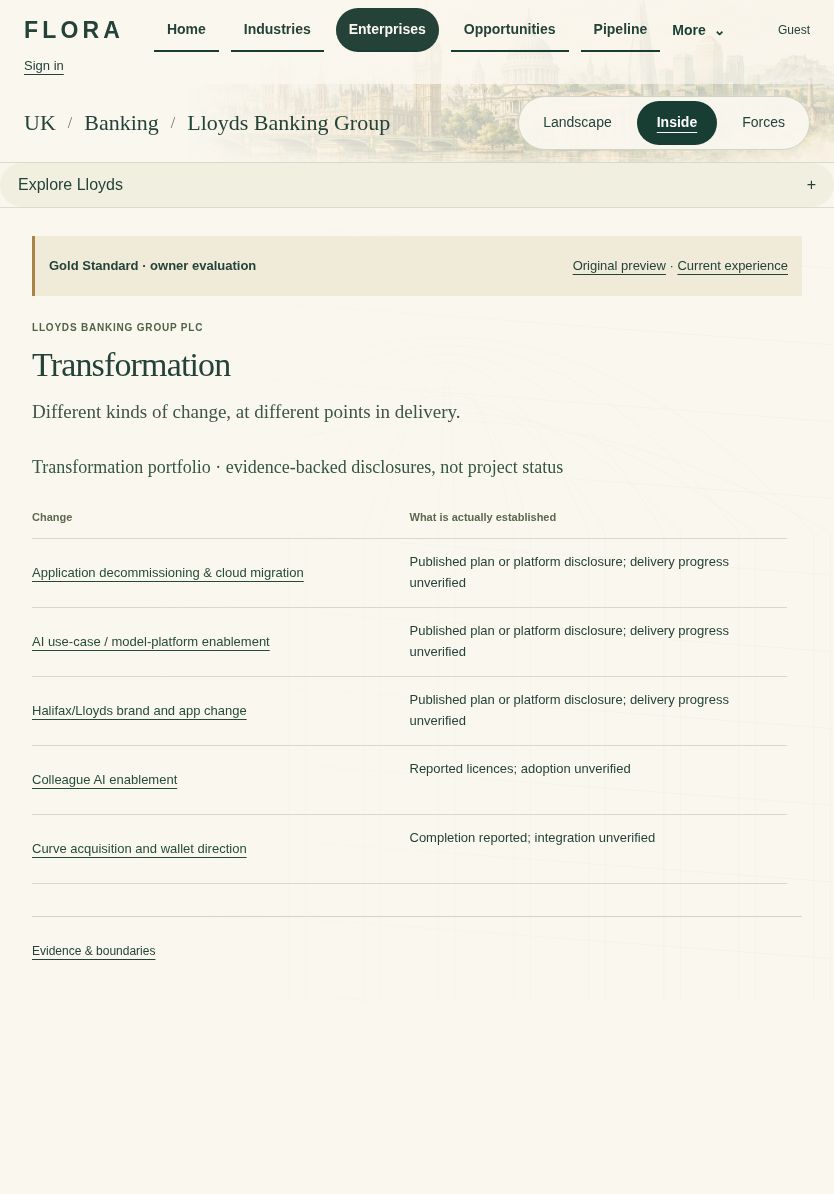 FLORA
Home
Industries
Enterprises
Opportunities
Pipeline
More
Guest
Sign in
UK / Banking / Lloyds Banking Group
Landscape
Inside
Forces
Explore Lloyds
+
Gold Standard · owner evaluation
Original preview · Current experience
LLOYDS BANKING GROUP PLC
Transformation
Different kinds of change, at different points in delivery.
Transformation portfolio · evidence-backed disclosures, not project status
Change
What is actually established
Application decommissioning & cloud migration
Published plan or platform disclosure; delivery progress
unverified
AI use-case / model-platform enablement
Published plan or platform disclosure; delivery progress
unverified
Halifax/Lloyds brand and app change
Published plan or platform disclosure; delivery progress
unverified
Colleague AI enablement
Reported licences; adoption unverified
Curve acquisition and wallet direction
Completion reported; integration unverified
Evidence & boundaries